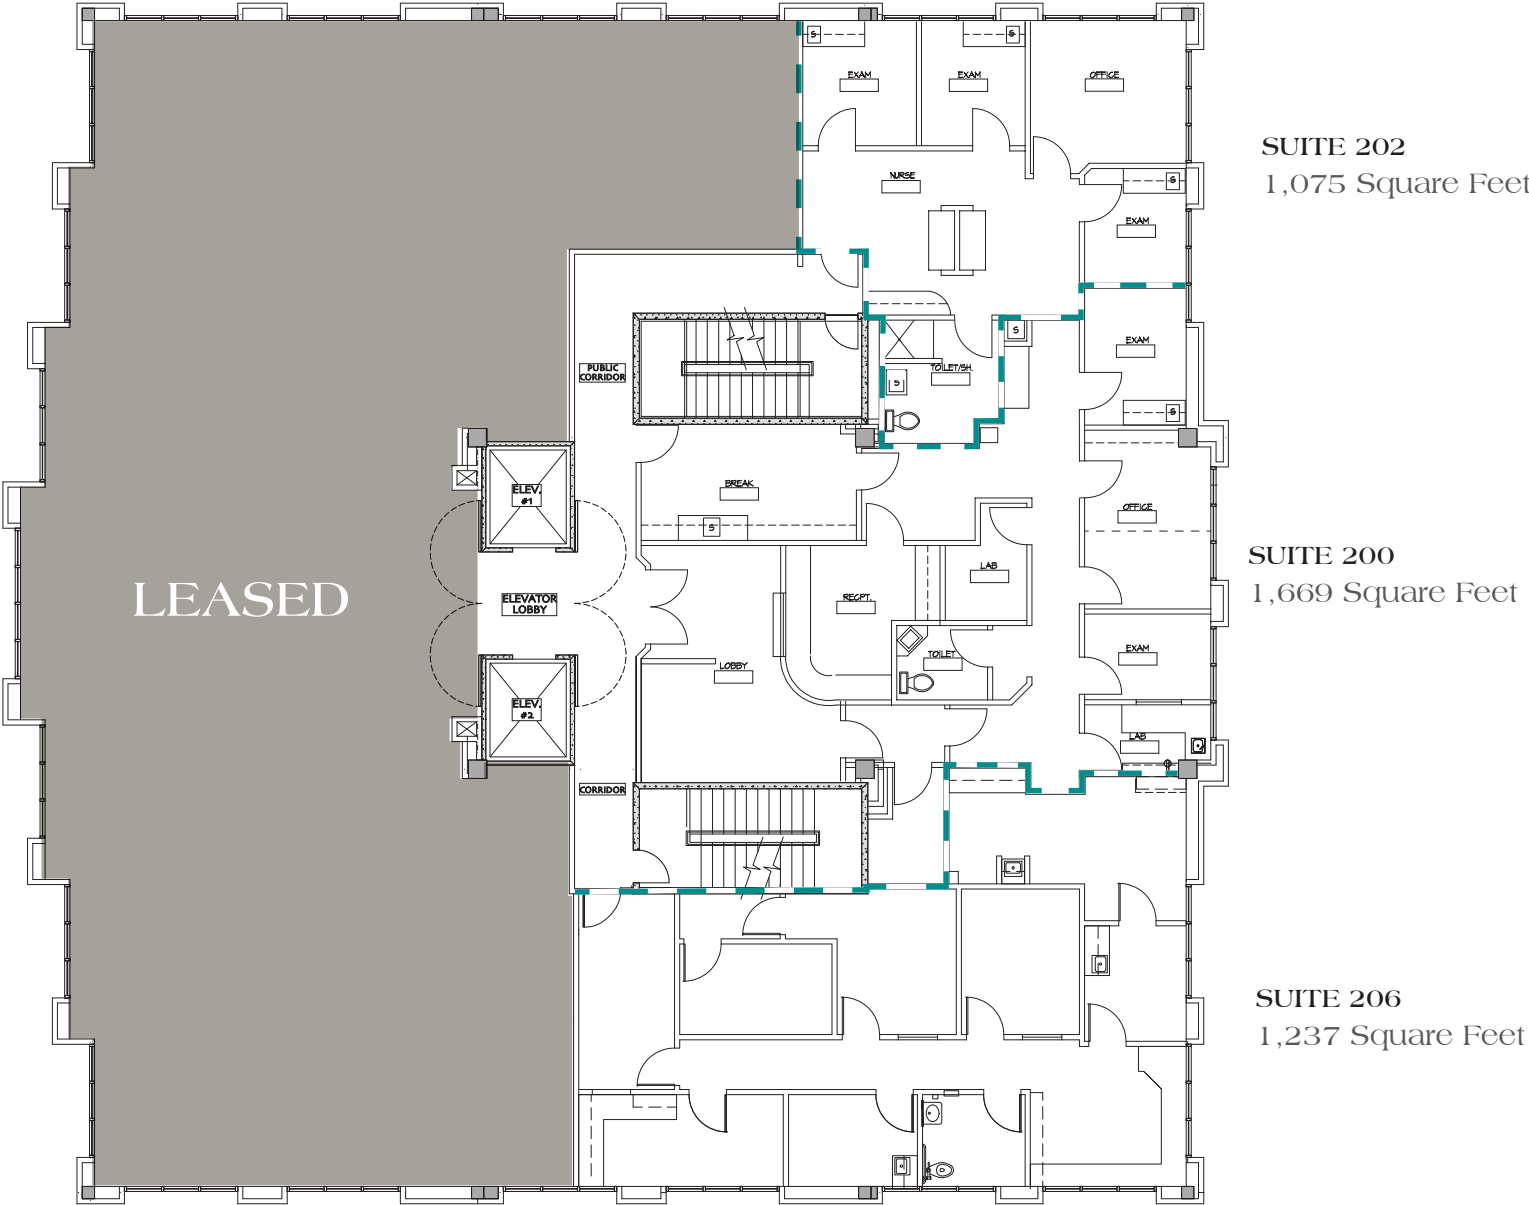 S
S
EXAM
EXAM
OFFICE
SUITE 202
1,075 Square Feet
NURSE
S
EXAM
S
EXAM
PUBLIC
CORRIDOR
TOILET/SH.
S
S
BREAK
S
ELEV.
#1
OFFICE
SUITE 200
1,669 Square Feet
LAB
LEASED
ELEVATOR
LOBBY
RECPT.
EXAM
TOILET
LOBBY
ELEV.
#2
LAB
CORRIDOR
SUITE 206
1,237 Square Feet